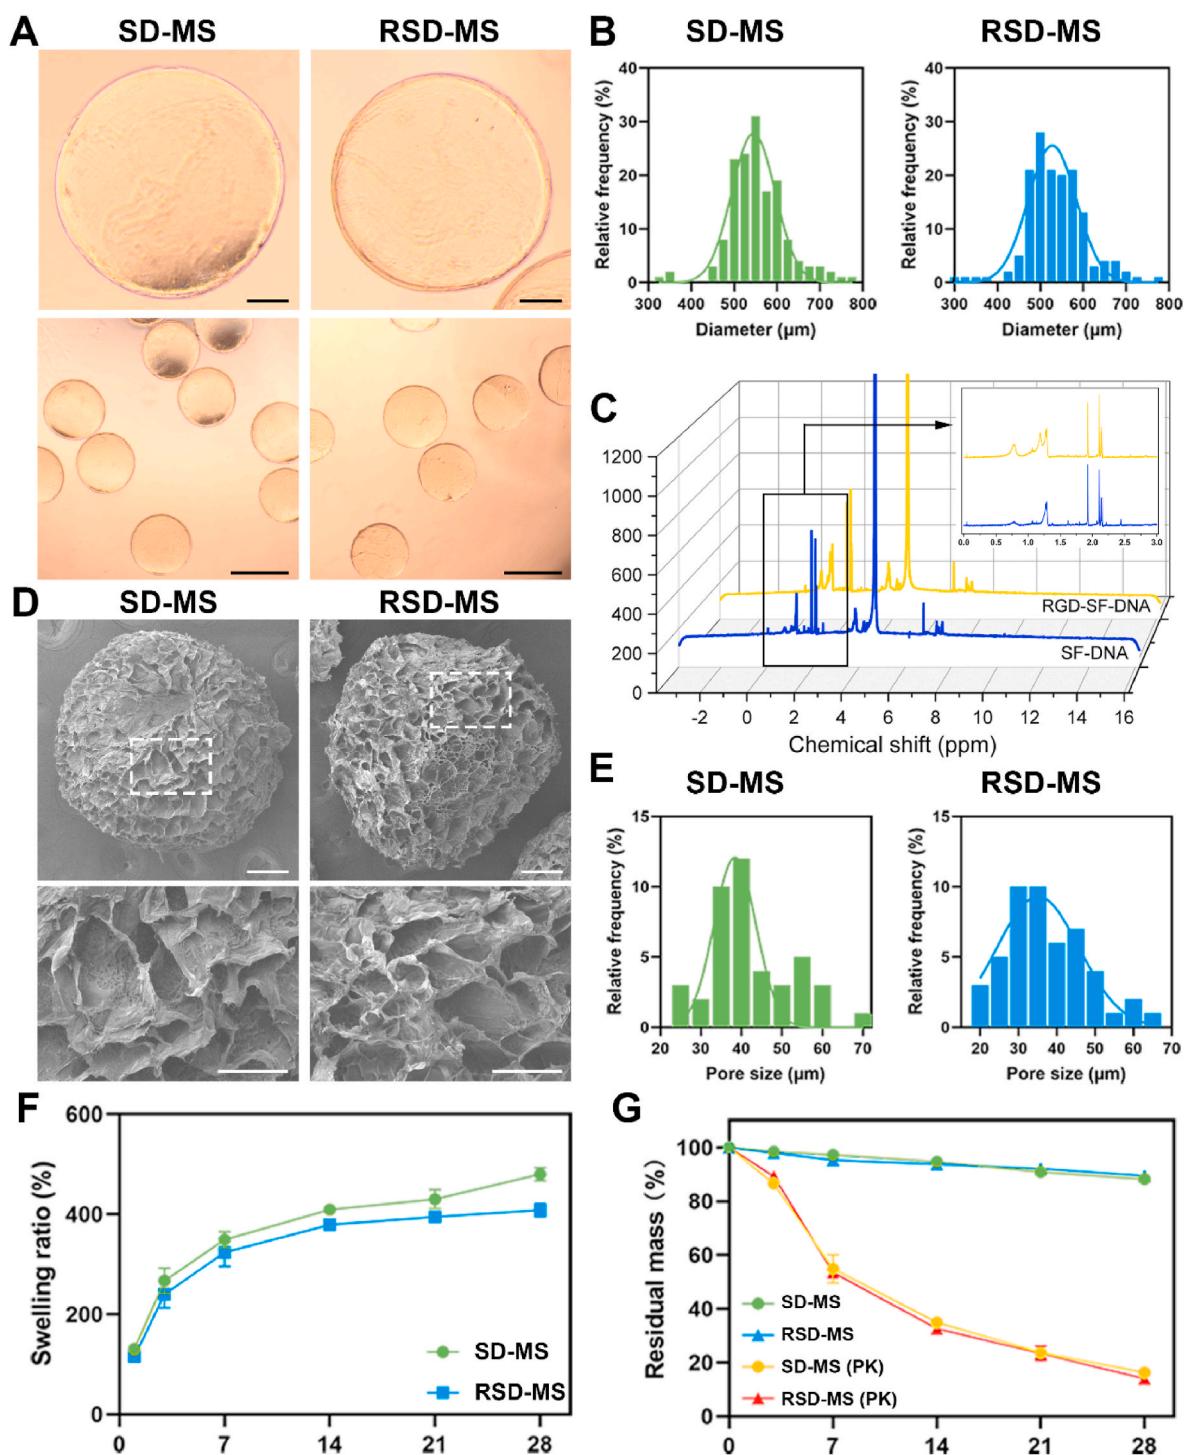 A
SD-MS
RSD-MS
B
SD-MS
RSD-MS
Relative frequency (%)
40
30
20
10
0
300 400 500 600 700 800
Diameter (μm)
Relative frequency (%)
40
30
20
10
0
300 400 500 600 700 800
Diameter (μm)
C
1200
1000
800
600
400
200
0
-2 0 2 4 6 8 10 12 14 16
Chemical shift (ppm)
RGD-SF-DNA
SF-DNA
0.0 0.5 1.0 1.5 2.0 2.5 3.0
D
SD-MS
RSD-MS
E
SD-MS
RSD-MS
Relative frequency (%)
15
10
5
0
20 30 40 50 60 70
Pore size (μm)
Relative frequency (%)
15
10
5
0
20 30 40 50 60 70
Pore size (μm)
F
Swelling ratio (%)
600
400
200
0
0 7 14 21 28
SD-MS
RSD-MS
G
Residual mass (%)
100
80
60
40
20
0
0 7 14 21 28
SD-MS
RSD-MS
SD-MS (PK)
RSD-MS (PK)